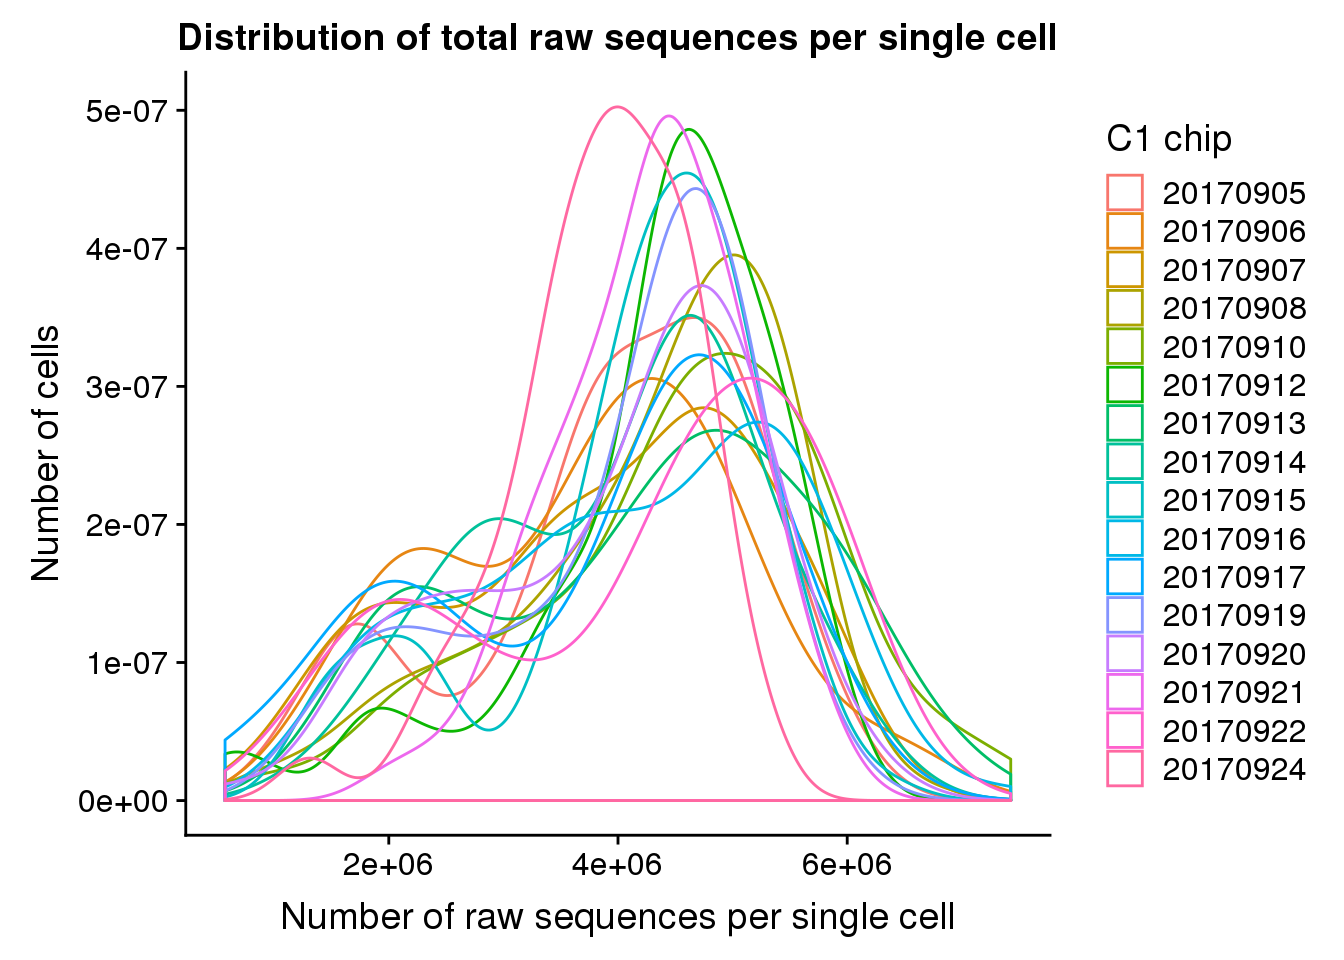 Distribution of total raw sequences per single cell
5e-07
4e-07
3e-07
2e-07
1e-07
0e+00
Number of cells
2e+06
4e+06
6e+06
Number of raw sequences per single cell
C1 chip
20170905
20170906
20170907
20170908
20170910
20170912
20170913
20170914
20170915
20170916
20170917
20170919
20170920
20170921
20170922
20170924